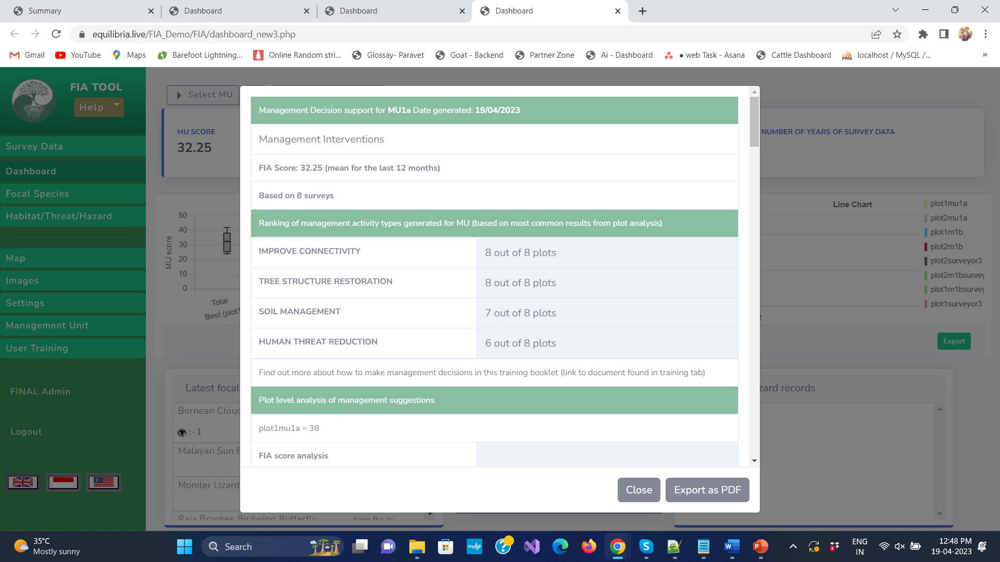 Summary
Dashboard
Dashboard
Dashboard
equilibria.live/FIA_Demo/FIA/dashboard_new3.php
Gmail
YouTube
Maps
Barefoot Lightning...
Online Random stri...
Glossay- Paravet
Goat - Backend
Partner Zone
Ai - Dashboard
● web Task - Asana
Cattle Dashboard
localhost / MySQL /...
»
FIA TOOL
Help
Survey Data
Dashboard
Focal Species
Habitat/Threat/Hazard
Map
Images
Settings
Management Unit
User Training
FINAL Admin
Logout
Select MU
MU SCORE
32.25
NUMBER OF YEARS OF SURVEY DATA
MU score
50
40
30
20
10
0
Total
Best (plot1
Line Chart
plot1mu1a
plot2mu1a
plot1m1b
plot2m1b
plot2surveyor3
plot2m1bsurvey
plot1m1bsurvey
plot1surveyor3
2
Export
Latest focal
Bornean Clouc
: - 1
Malayan Sun B
Moniter Lizard
Raja Brookes Birdwing Butterfly
Seen By: Jo
zard records
Management Decision support for MU1a Date generated: 19/04/2023
Management Interventions
FIA Score: 32.25 (mean for the last 12 months)
Based on 8 surveys
Ranking of management activity types generated for MU (based on most common results from plot analysis)
IMPROVE CONNECTIVITY 8 out of 8 plots
TREE STRUCTURE RESTORATION 8 out of 8 plots
SOIL MANAGEMENT 7 out of 8 plots
HUMAN THREAT REDUCTION 6 out of 8 plots
Find out more about how to make management decisions in this training booklet (link to document found in training tab)
Plot level analysis of management suggestions
plot1mu1a = 38
FIA score analysis
Close
Export as PDF
35°C
Mostly sunny
Search
myhp
ENG
IN
12:48 PM
19-04-2023